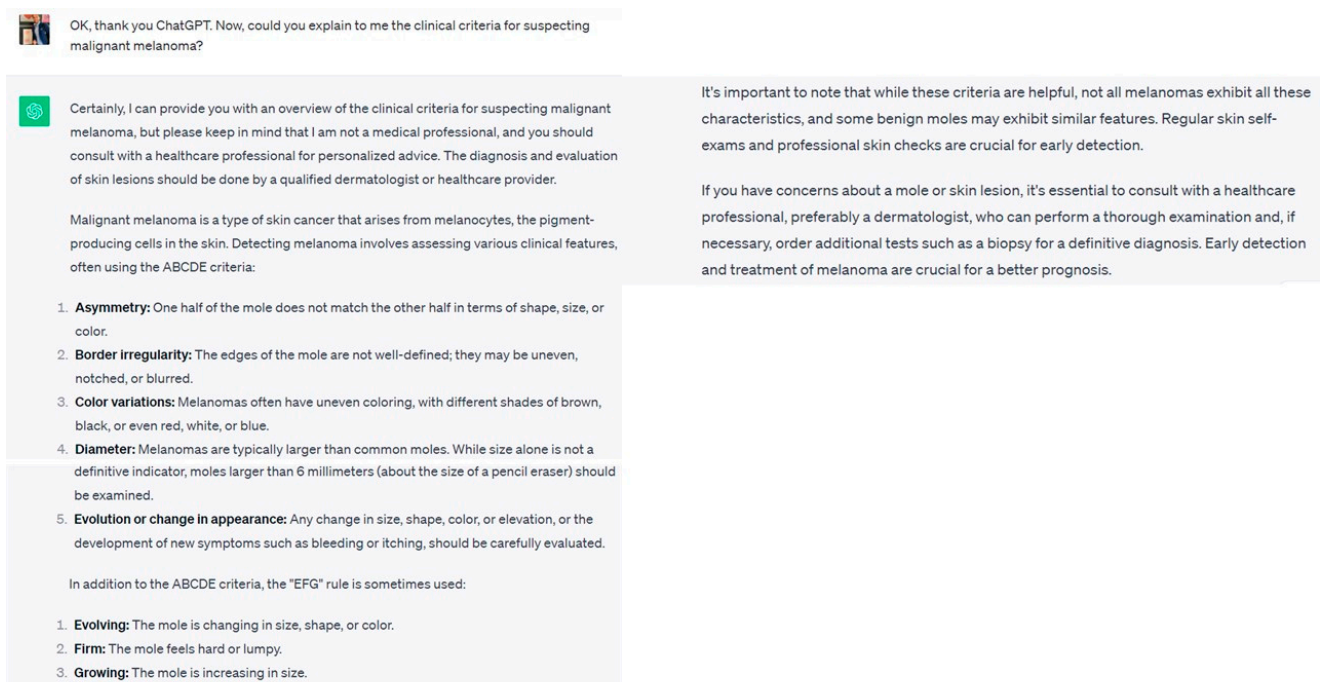 OK, thank you ChatGPT. Now, could you explain to me the clinical criteria for suspecting
malignant melanoma?
Certainly, I can provide you with an overview of the clinical criteria for suspecting malignant
melanoma, but please keep in mind that I am not a medical professional, and you should
consult with a healthcare professional for personalized advice. The diagnosis and evaluation
of skin lesions should be done by a qualified dermatologist or healthcare provider.
Malignant melanoma is a type of skin cancer that arises from melanocytes, the pigment-
producing cells in the skin. Detecting melanoma involves assessing various clinical features,
often using the ABCDE criteria:
1. Asymmetry: One half of the mole does not match the other half in terms of shape, size, or
color.
2. Border irregularity: The edges of the mole are not well-defined; they may be uneven,
notched, or blurred.
3. Color variations: Melanomas often have uneven coloring, with different shades of brown,
black, or even red, white, or blue.
4. Diameter: Melanomas are typically larger than common moles. While size alone is not a
definitive indicator, moles larger than 6 millimeters (about the size of a pencil eraser) should
be examined.
5. Evolution or change in appearance: Any change in size, shape, color, or elevation, or the
development of new symptoms such as bleeding or itching, should be carefully evaluated.
In addition to the ABCDE criteria, the "EFG" rule is sometimes used:
1. Evolving: The mole is changing in size, shape, or color.
2. Firm: The mole feels hard or lumpy.
3. Growing: The mole is increasing in size.
It's important to note that while these criteria are helpful, not all melanomas exhibit all these
characteristics, and some benign moles may exhibit similar features. Regular skin self-
exams and professional skin checks are crucial for early detection.
If you have concerns about a mole or skin lesion, it's essential to consult with a healthcare
professional, preferably a dermatologist, who can perform a thorough examination and, if
necessary, order additional tests such as a biopsy for a definitive diagnosis. Early detection
and treatment of melanoma are crucial for a better prognosis.